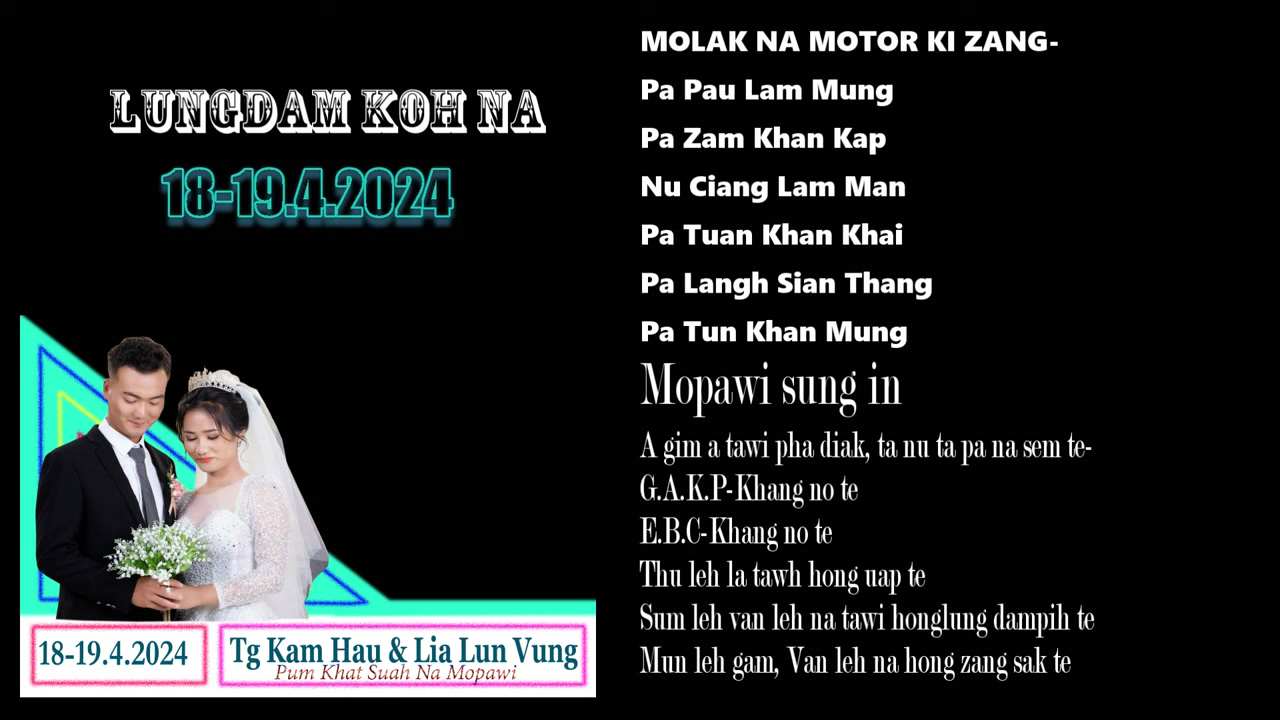 LUNGDAM KOH NA
18-19.4.2024
18-19.4.2024
Tg Kam Hau & Lia Lun Vung
Pum Khat Suah Na Mopawi
MOLAK NA MOTOR KI ZANG-
Pa Pau Lam Mung
Pa Zam Khan Kap
Nu Ciang Lam Man
Pa Tuan Khan Khai
Pa Langh Sian Thang
Pa Tun Khan Mung
Mopawi sung in
A gim a tawi pha diak, ta nu ta pa na sem te-
G.A.K.P-Khang no te
E.B.C-Khang no te
Thu leh la tawh hong uap te
Sum leh van leh na tawi honglung dampih te
Mun leh gam, Van leh na hong zang sak te